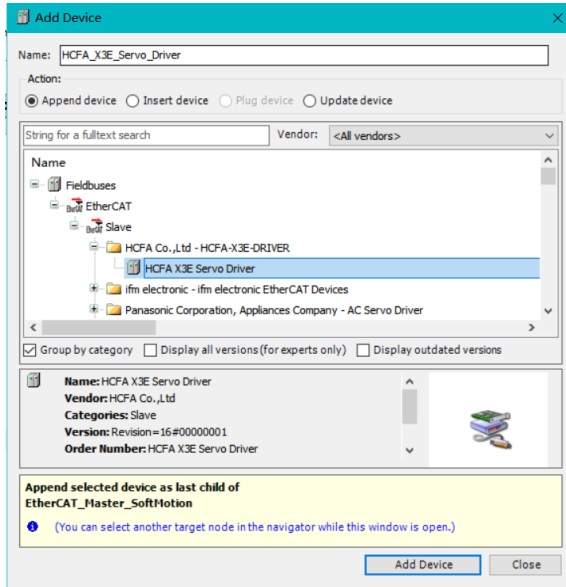 Add Device
Name: HCFA_X3E_Servo_Driver
Action:
Append device Insert device Plug device Update device
String for a fulltext search Vendor: <All vendors>
Name
Fieldbuses
EtherCAT
Slave
HCFA Co.,Ltd - HCFA-X3E-DRIVER
HCFA X3E Servo Driver
ifm electronic - ifm electronic EtherCAT Devices
Panasonic Corporation, Appliances Company - AC Servo Driver
Group by category Display all versions(for experts only) Display outdated versions
Name: HCFA X3E Servo Driver
Vendor: HCFA Co.,Ltd
Categories: Slave
Version: Revision=16#00000001
Order Number: HCFA X3E Servo Driver
Append selected device as last child of
EtherCAT_Master_SoftMotion
(You can select another target node in the navigator while this window is open.)
Add Device Close